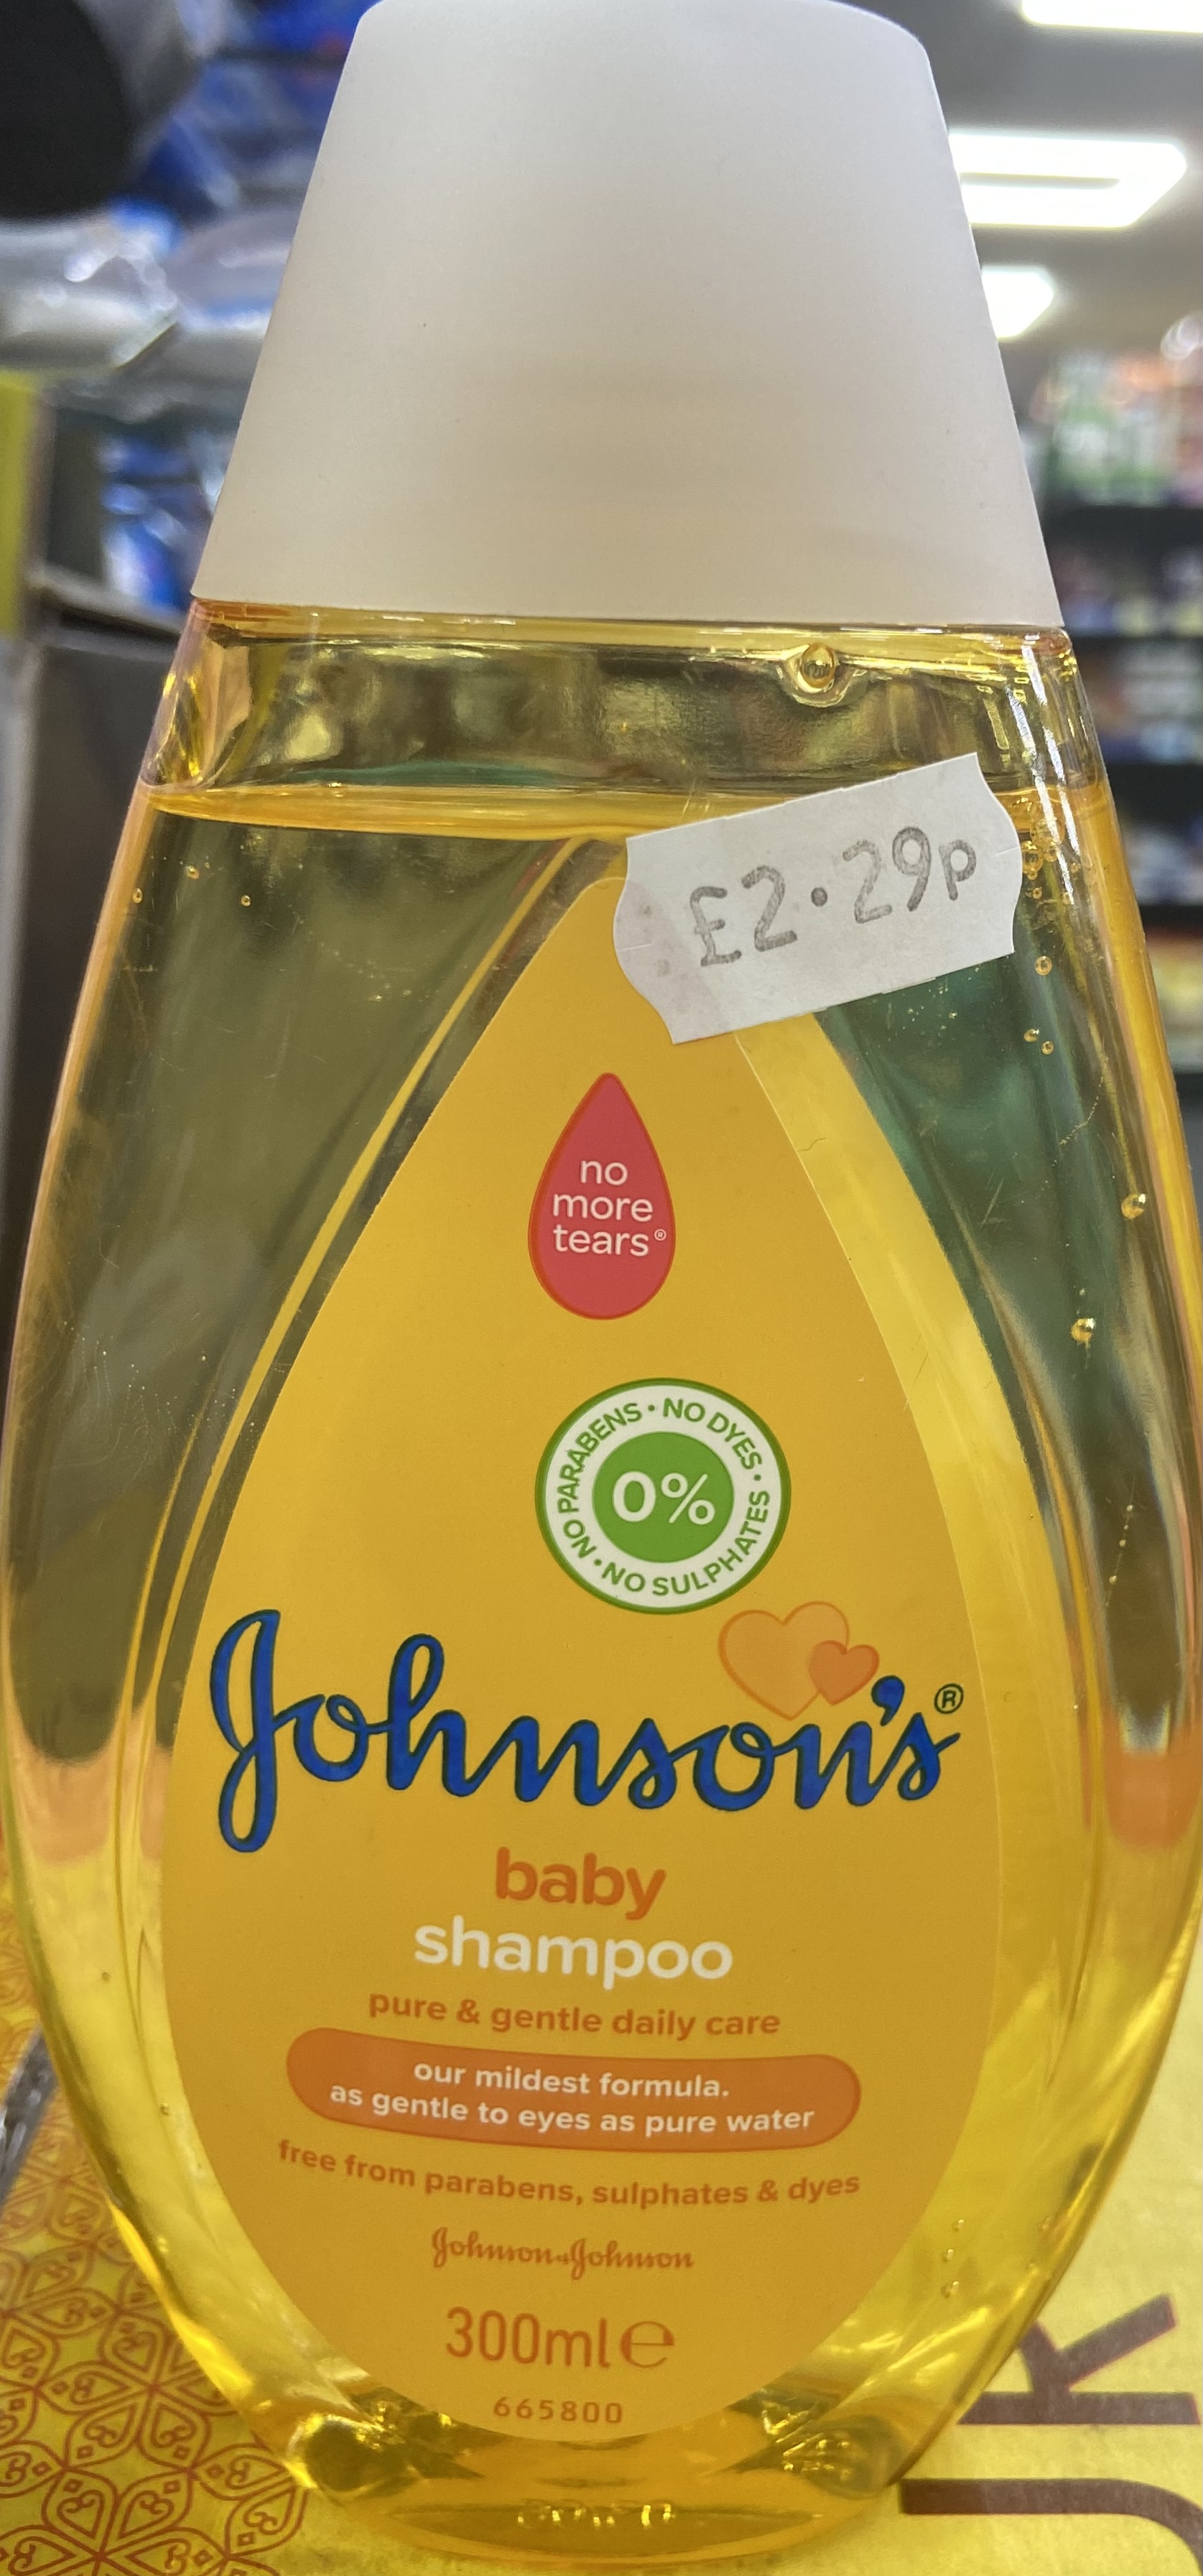 £2.29p
no
more
tears®
NO PARABENS • NO DYES • NO SULPHATES •
0%
Johnson's®
baby
shampoo
pure & gentle daily care
our mildest formula.
as gentle to eyes as pure water
free from parabens, sulphates & dyes
Johnson & Johnson
300ml ℮
665800
UK